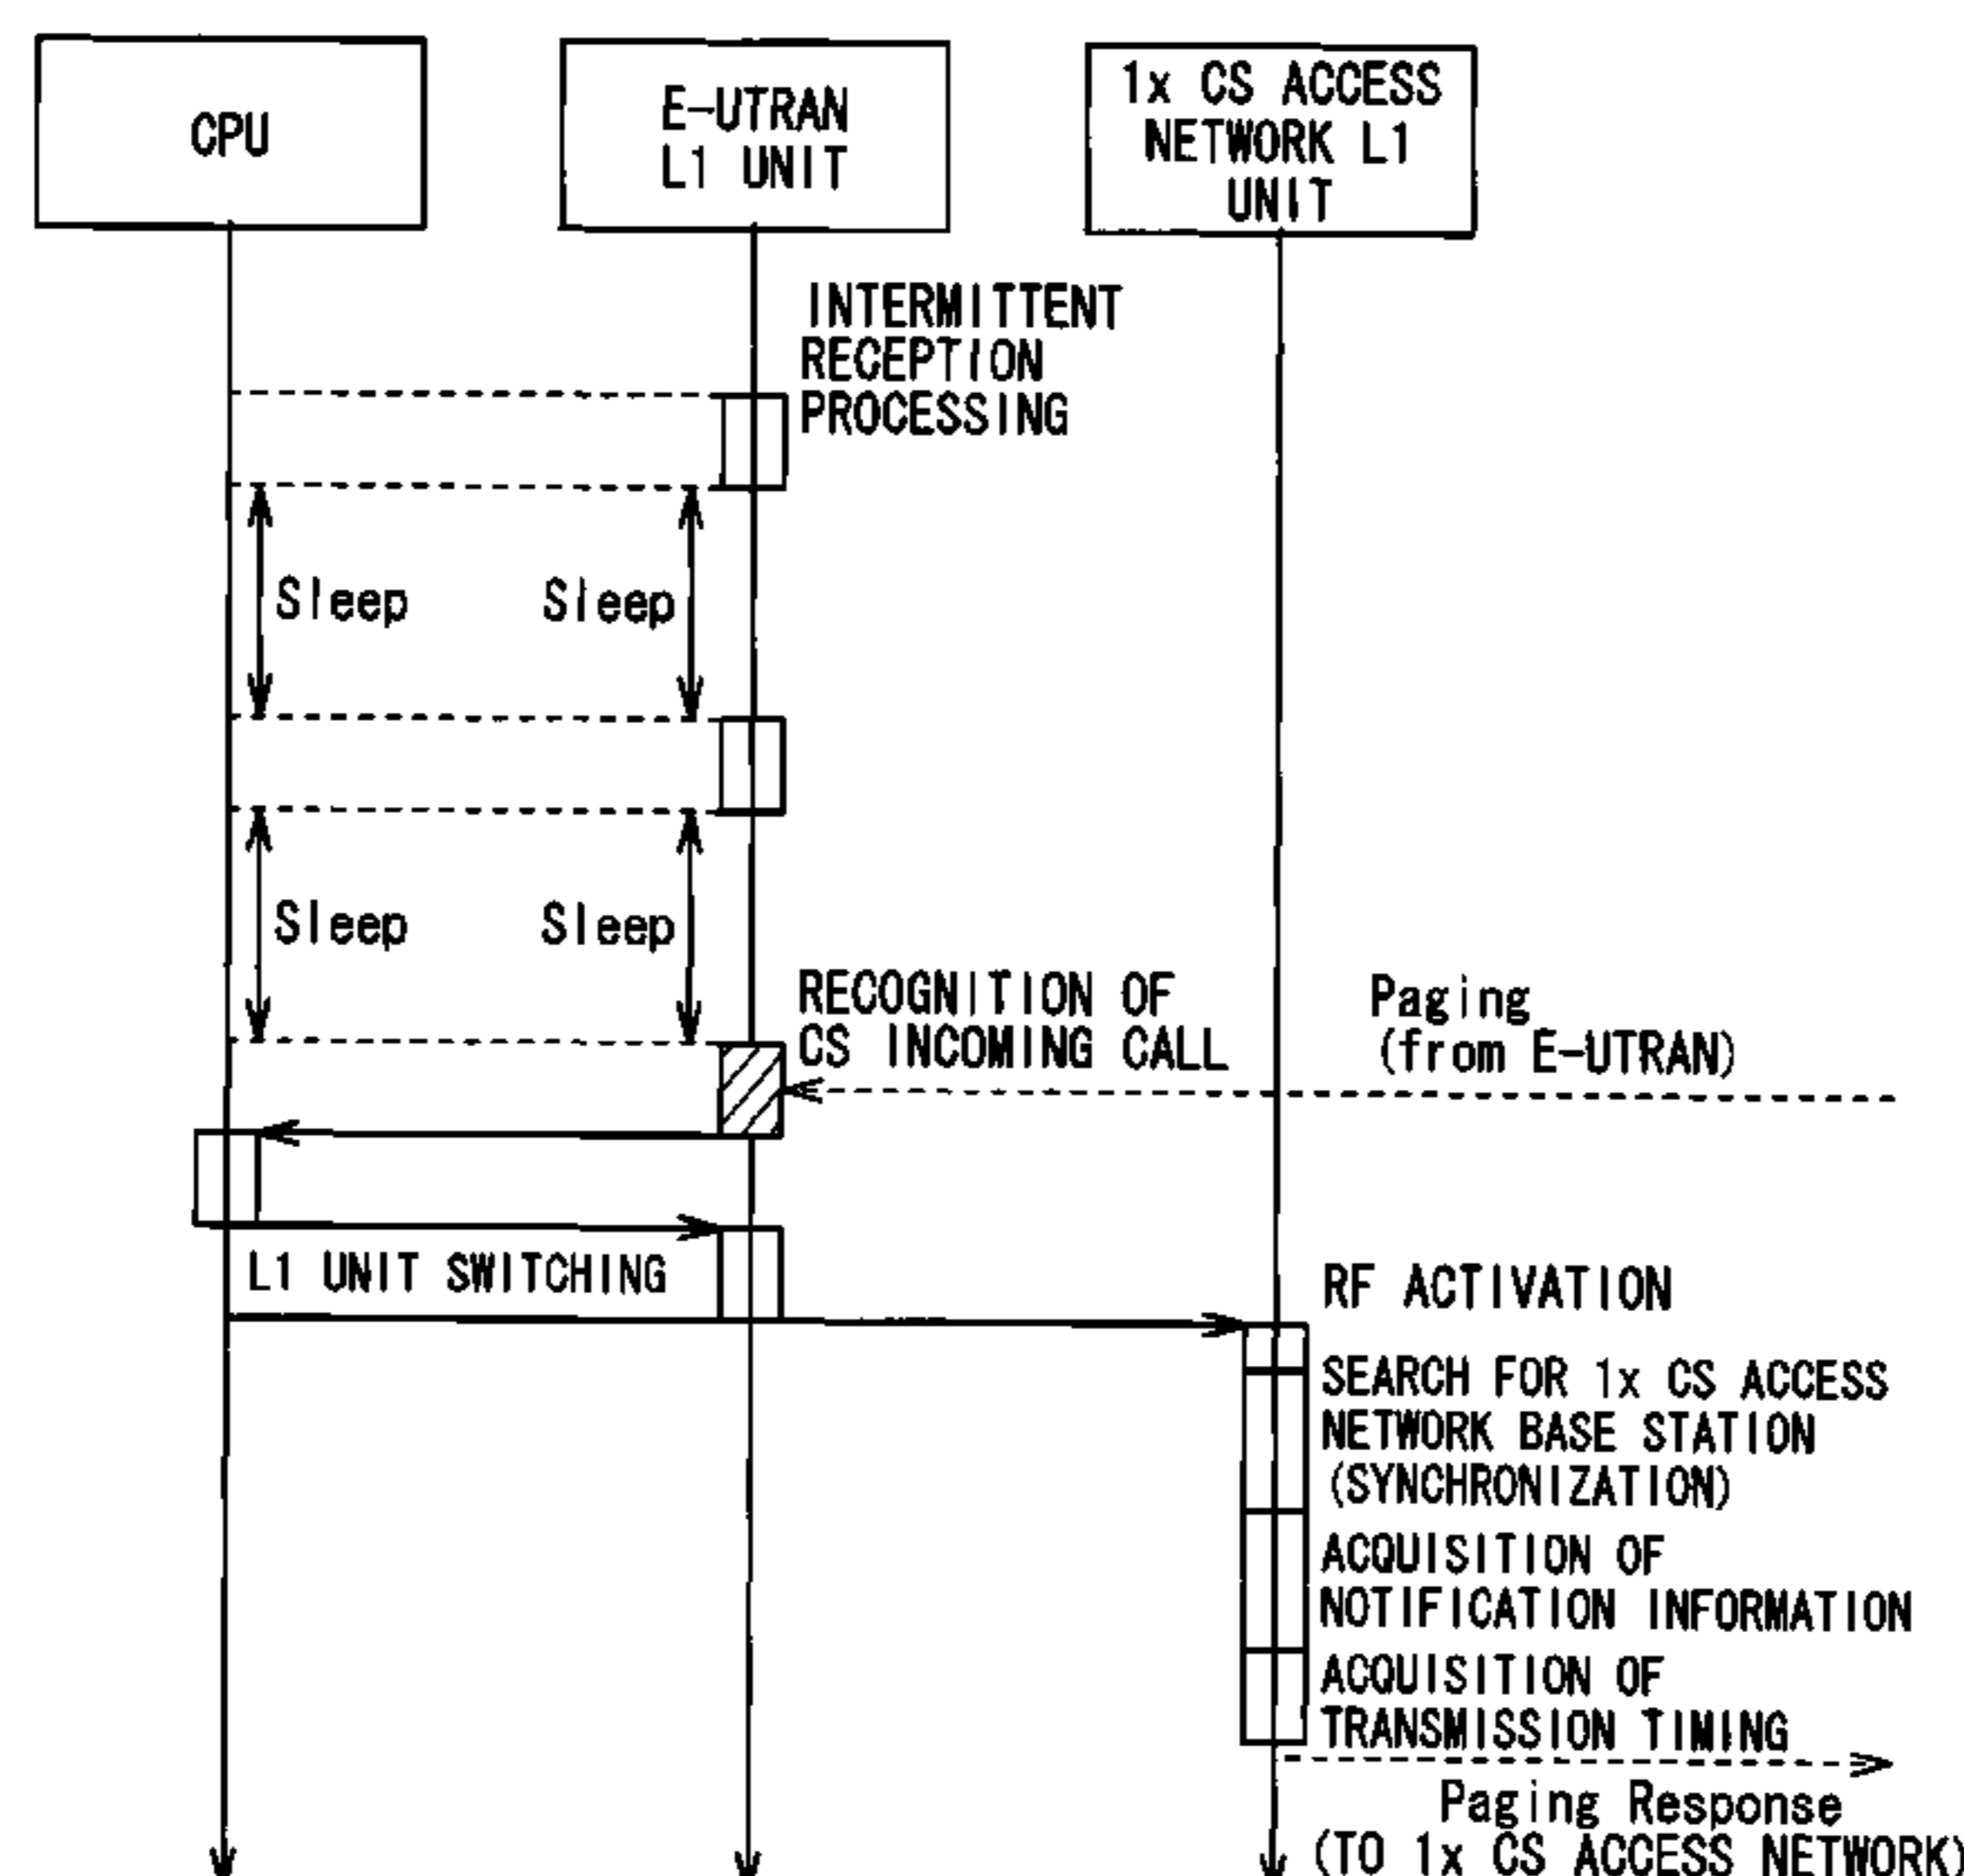 CPU
E-UTRAN
L1 UNIT
1x CS ACCESS
NETWORK L1
UNIT
INTERMITTENT
RECEPTION
PROCESSING
Sleep
Sleep
Sleep
Sleep
RECOGNITION OF
CS INCOMING CALL
Paging
(from E-UTRAN)
L1 UNIT SWITCHING
RF ACTIVATION
SEARCH FOR 1x CS ACCESS
NETWORK BASE STATION
(SYNCHRONIZATION)
ACQUISITION OF
NOTIFICATION INFORMATION
ACQUISITION OF
TRANSMISSION TIMING
Paging Response
(TO 1x CS ACCESS NETWORK)